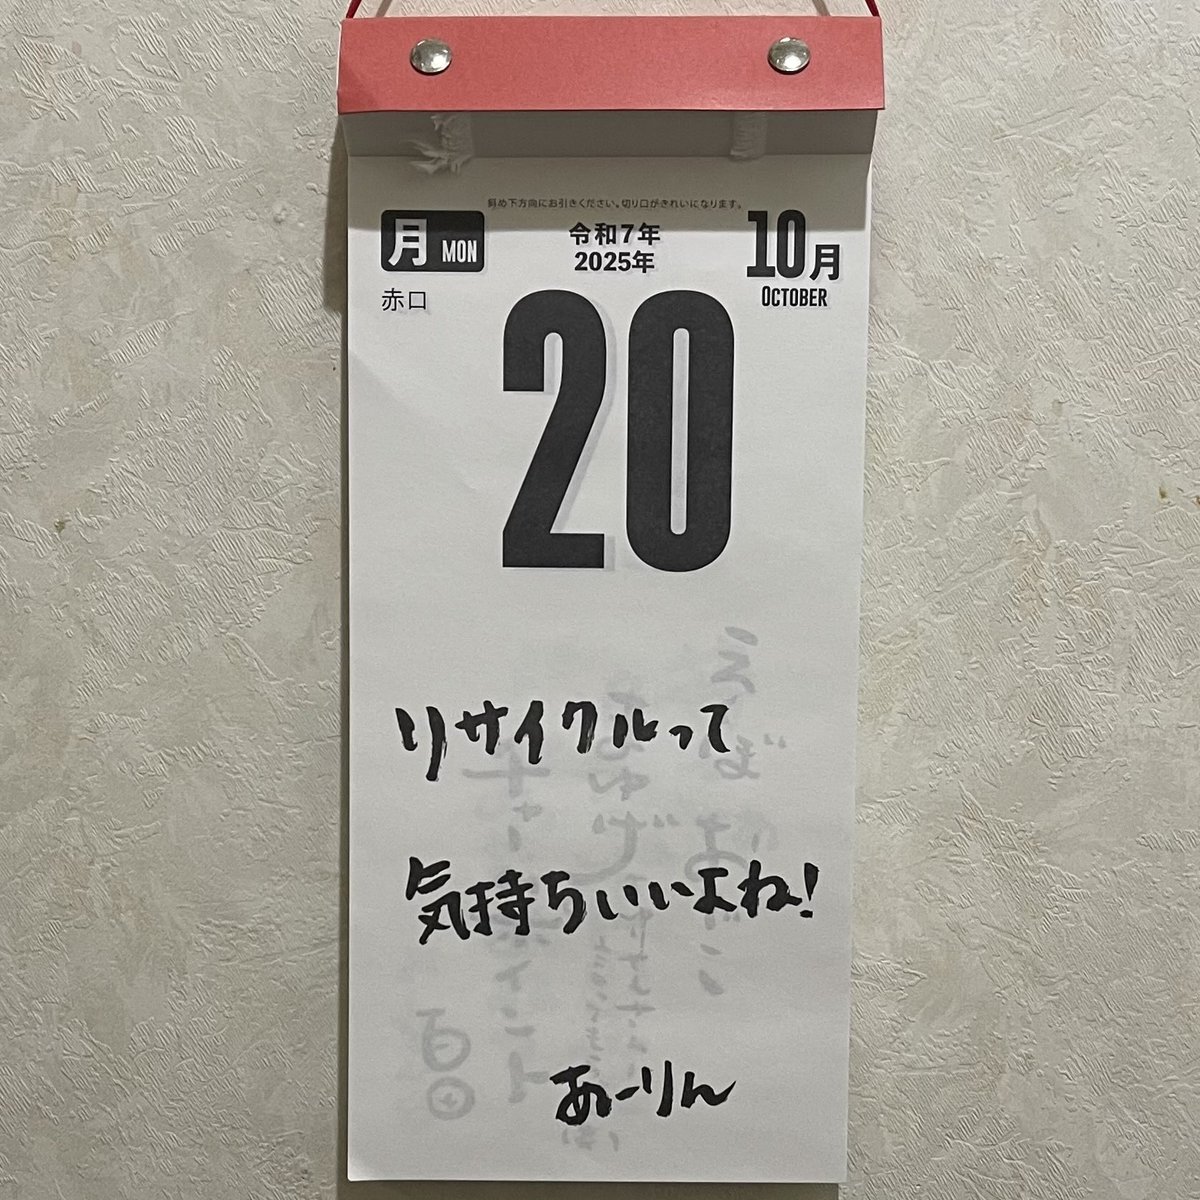 斜め下方向にお引きください。切り口がきれいになります。
月 MON
令和7年
2025年
10月
OCTOBER
赤口
20
リサイクルって
気持ちいいよね!
あーりん